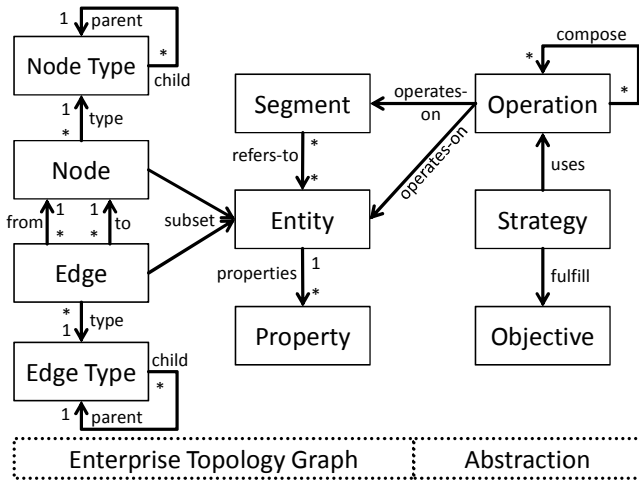 1 parent
Node Type
*
child
1
type
*
Node
from 1 1 to
* *
Edge
*
type
1
Edge Type
child
*
1
parent
subset
Segment
refers-to
*
*
Entity
properties
1
*
Property
operates-
on
operates-on
compose
*
*
Operation
uses
Strategy
fulfill
Objective
Enterprise Topology Graph
Abstraction